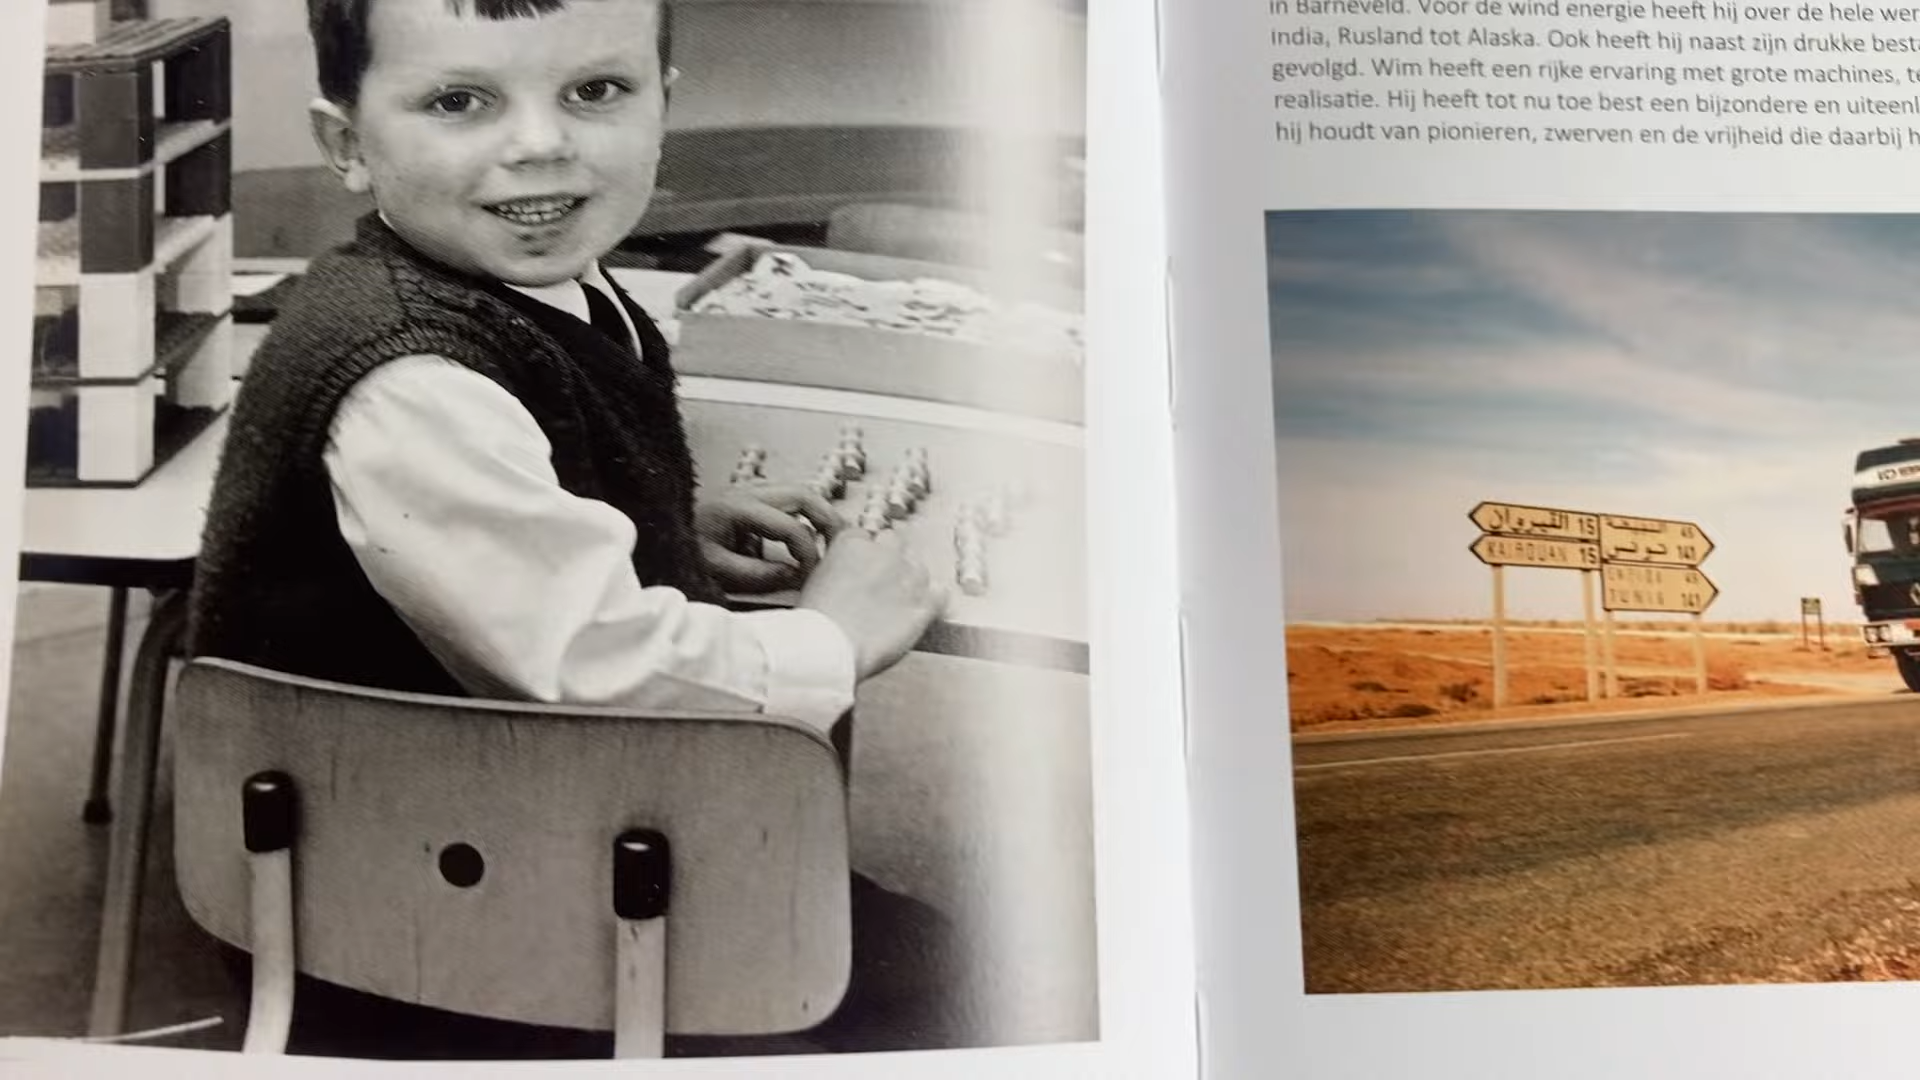 in Barneveld. Voor de wind energie heeft hij over de hele
india, Rusland tot Alaska. Ook heeft hij naast zijn drukke
gevolgd. Wim heeft een rijke ervaring met grote machines,
realisatie. Hij heeft tot nu toe best een bijzondere en
hij houdt van pionieren, zwerven en de vrijheid die daarbij
القيروان 15
KAIROUAN 15
تونس 141
TUNIS 141